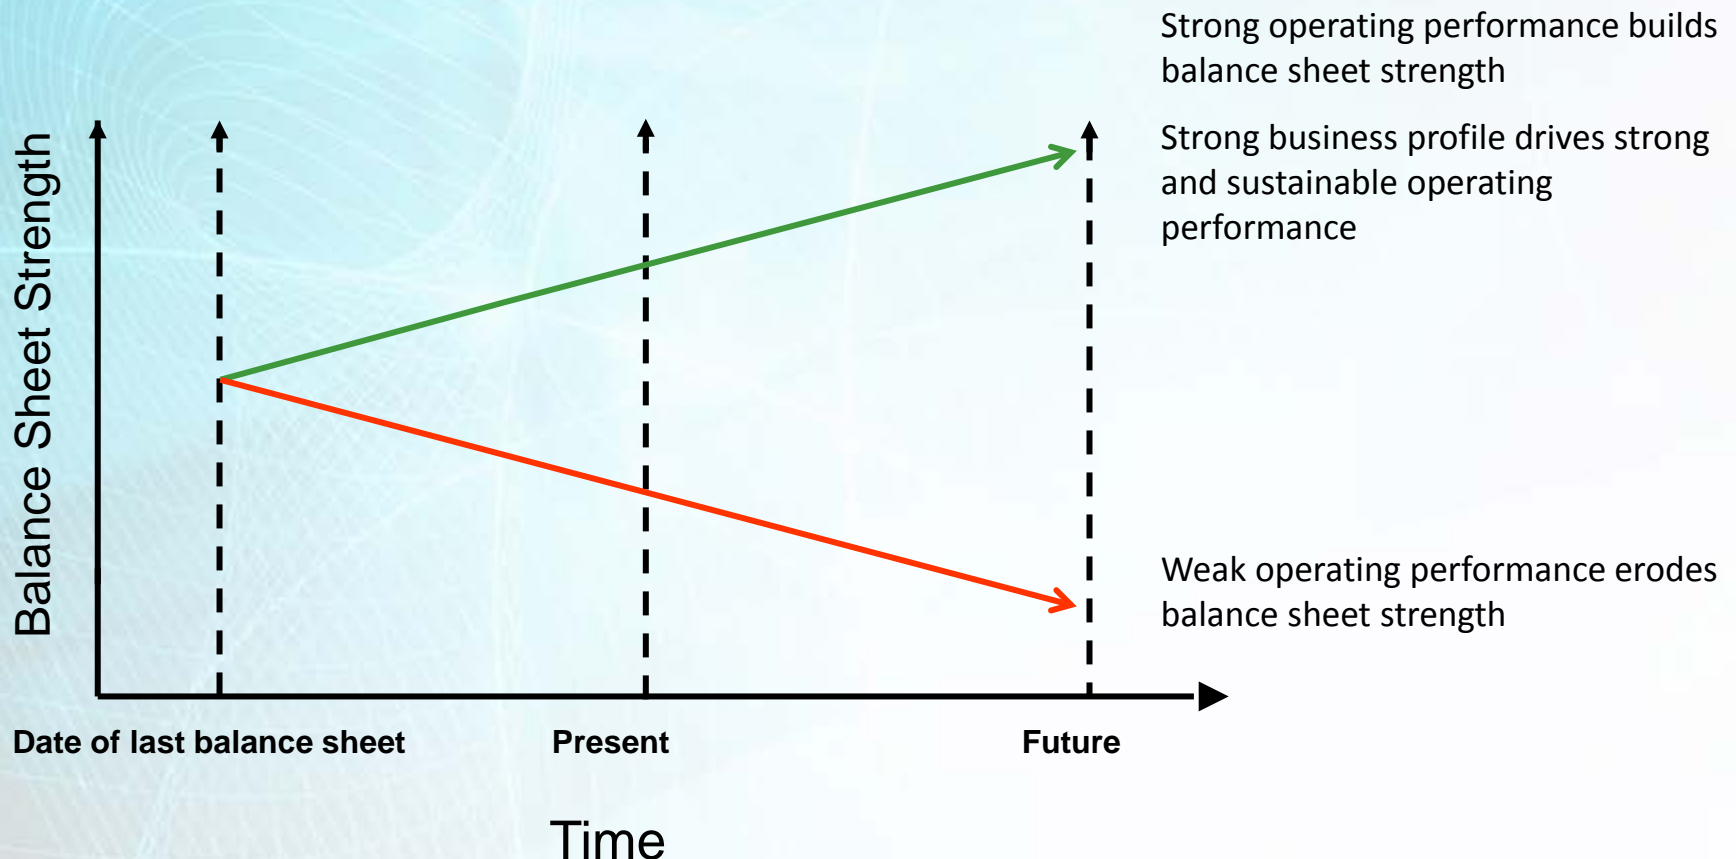 Strong operating performance builds
balance sheet strength
Strong business profile drives strong
and sustainable operating
performance
Balance Sheet Strength
Weak operating performance erodes
balance sheet strength
Date of last balance sheet
Present
Future
Time